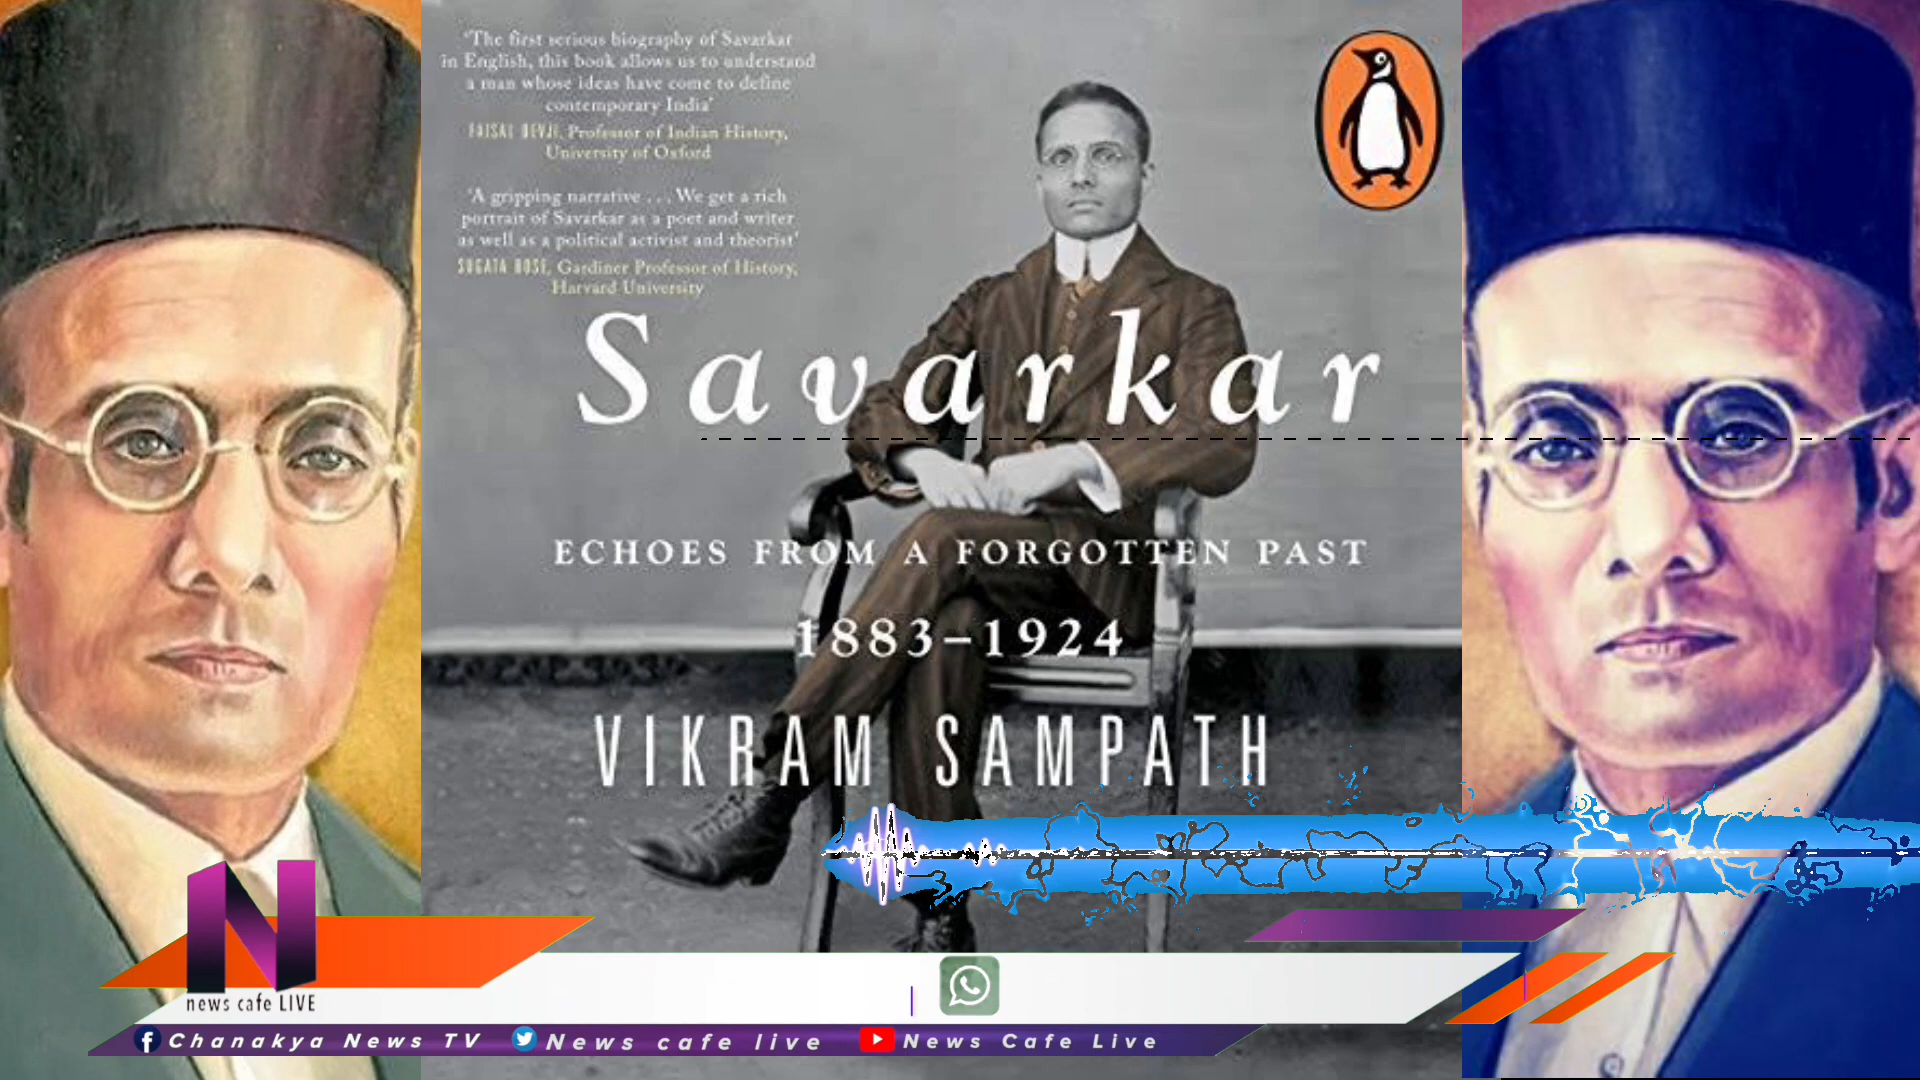 ‘The first serious biography of Savarkar
in English, this book allows us to understand
a man whose ideas have come to define
contemporary India’
FAISAL DEVJI, Professor of Indian History,
University of Oxford
‘A gripping narrative . . . We get a rich
portrait of Savarkar as a poet and writer
as well as a political activist and theorist’
SUGATA BOSE, Gardiner Professor of History,
Harvard University
Savarkar
ECHOES FROM A FORGOTTEN PAST
1883–1924
VIKRAM SAMPATH
N
news cafe LIVE
Chanakya News TV
News cafe live
News Cafe Live